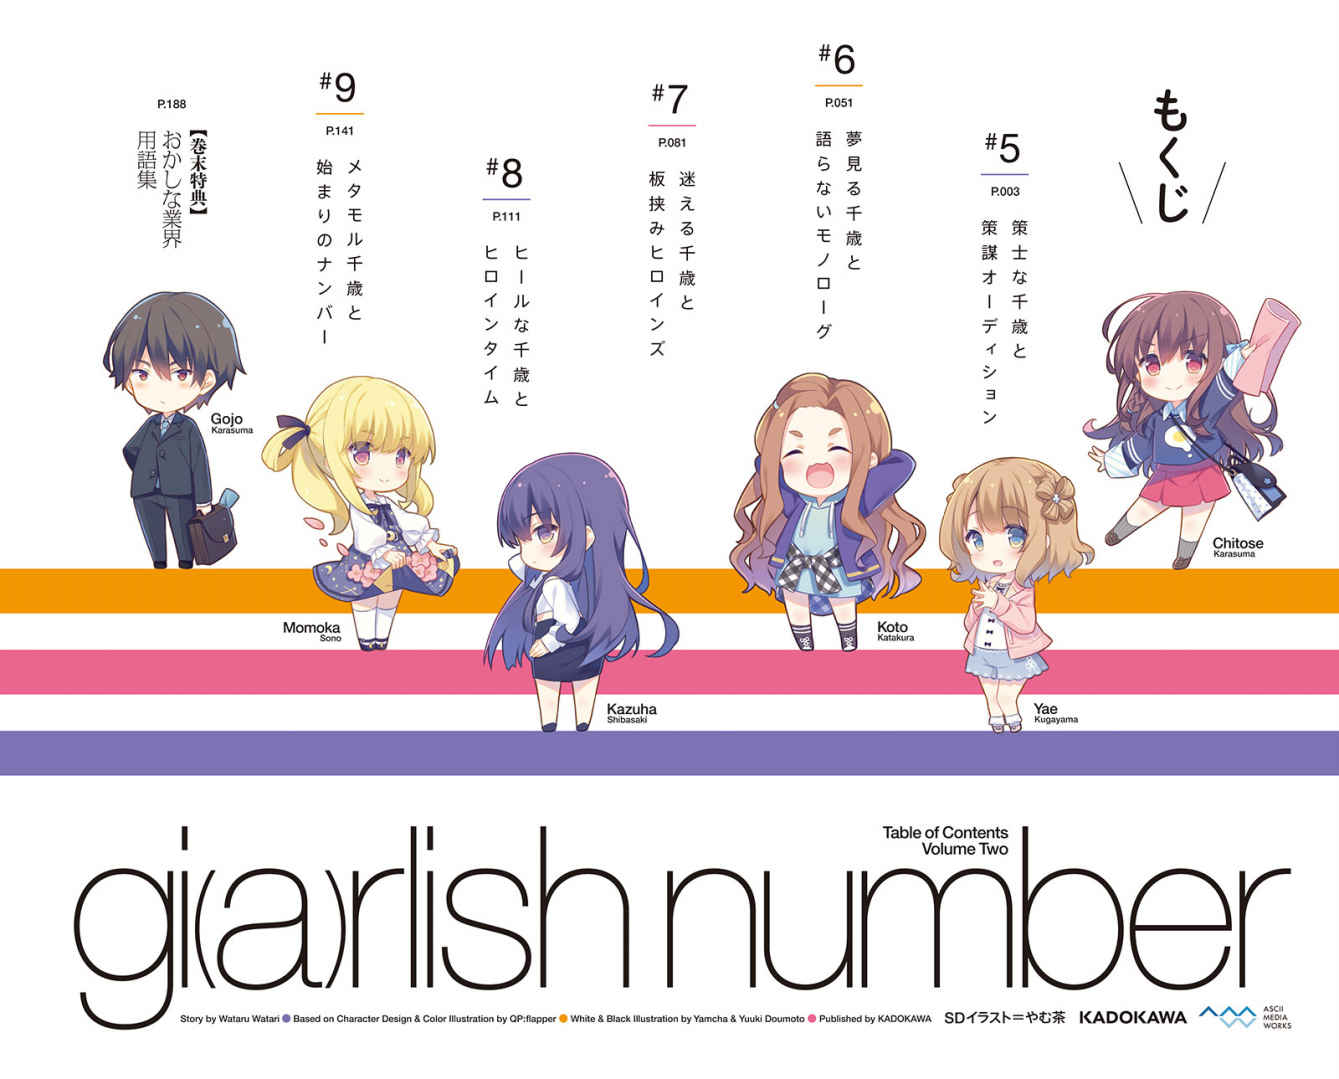 もくじ
#5
P.003
策士な千歳と
策謀オーディション
#6
P.051
夢見る千歳と
語らないモノローグ
#7
P.081
迷える千歳と
板挟みヒロインズ
#8
P.111
ヒールな千歳と
ヒロインタイム
#9
P.141
メタモル千歳と
始まりのナンバー
P.188
【巻末特典】
おかしな業界
用語集
Chitose
Karasuma
Yae
Kugayama
Koto
Katakura
Kazuha
Shibasaki
Momoka
Sono
Gojo
Karasuma
Table of Contents
Volume Two
gi(a)rlish number
Story by Wataru Watari ● Based on Character Design & Color Illustration by QP:flapper ● White & Black Illustration by Yamcha & Yuuki Doumoto ● Published by KADOKAWA SDイラスト=やむ茶 KADOKAWA
ASCII
MEDIA
WORKS